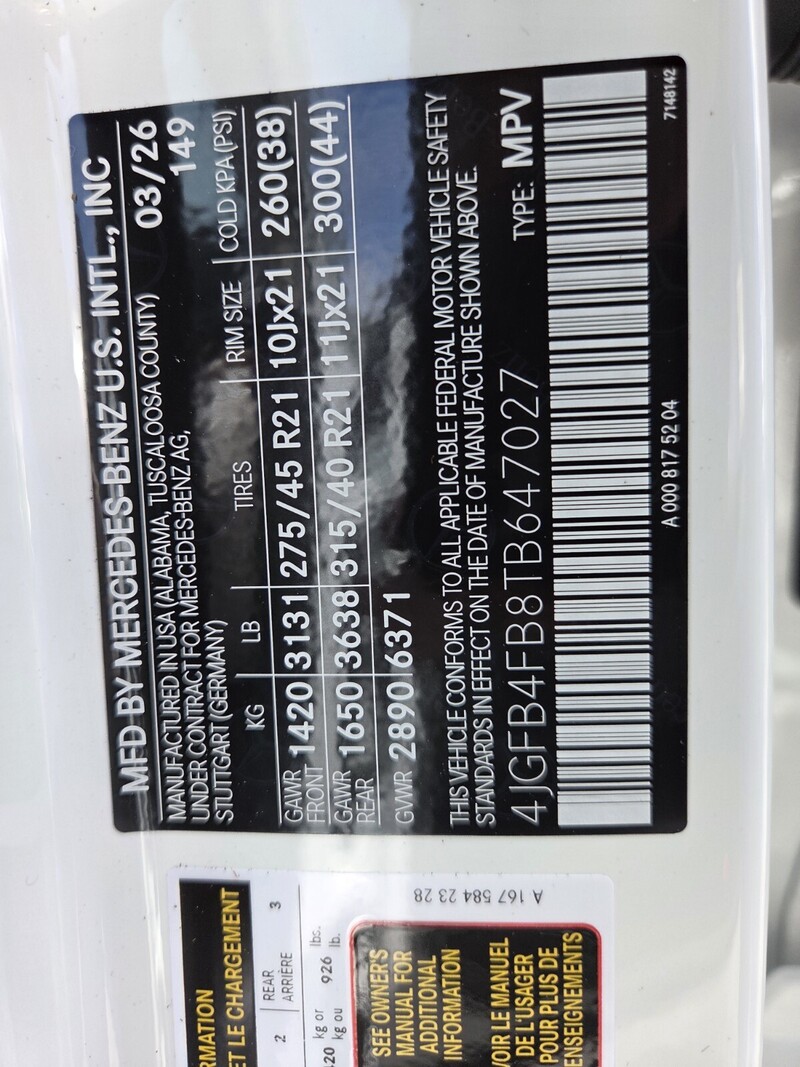 MFD BY MERCEDES-BENZ U.S. INTL., INC
MANUFACTURED IN USA (ALABAMA, TUSCALOOSA COUNTY) 03/26
UNDER CONTRACT FOR MERCEDES-BENZ AG, 149
STUTTGART (GERMANY)
KG LB TIRES RIM SIZE COLD KPA (PSI)
GAWR FRONT 1420 3131 275/45 R21 10Jx21 260(38)
GAWR REAR 1650 3638 315/40 R21 11Jx21 300(44)
GVWR 2890 6371
THIS VEHICLE CONFORMS TO ALL APPLICABLE FEDERAL MOTOR VEHICLE SAFETY
STANDARDS IN EFFECT ON THE DATE OF MANUFACTURE SHOWN ABOVE.
4JGFB4FB8TB647027 TYPE: MPV
A 000 817 52 04 7148142
RMATION
ET LE CHARGEMENT
2 REAR 3
ARRIÈRE
420 kg or 926 lbs.
kg ou lb.
SEE OWNER'S
MANUAL FOR
ADDITIONAL
INFORMATION
VOIR LE MANUEL
DE L'USAGER
POUR PLUS DE
ENSEIGNEMENTS
A 167 584 23 28